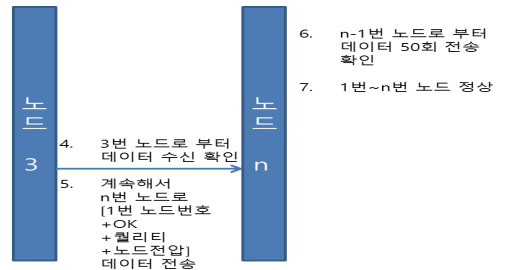 노드 3
4. 3번 노드로 부터
데이터 수신 확인
5. 계속해서
n번 노드로
[1번 노드번호
+OK
+퀄리티
+노드전압]
데이터 전송
노드 n
6. n-1번 노드로 부터
데이터 50회 전송
확인
7. 1번~n번 노드 정상